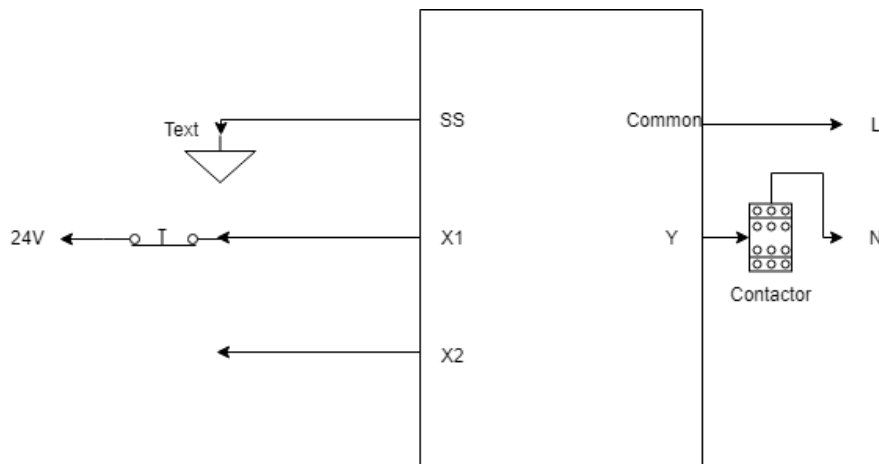 Text
SS
Common
L
24V
X1
Y
N
Contactor
X2